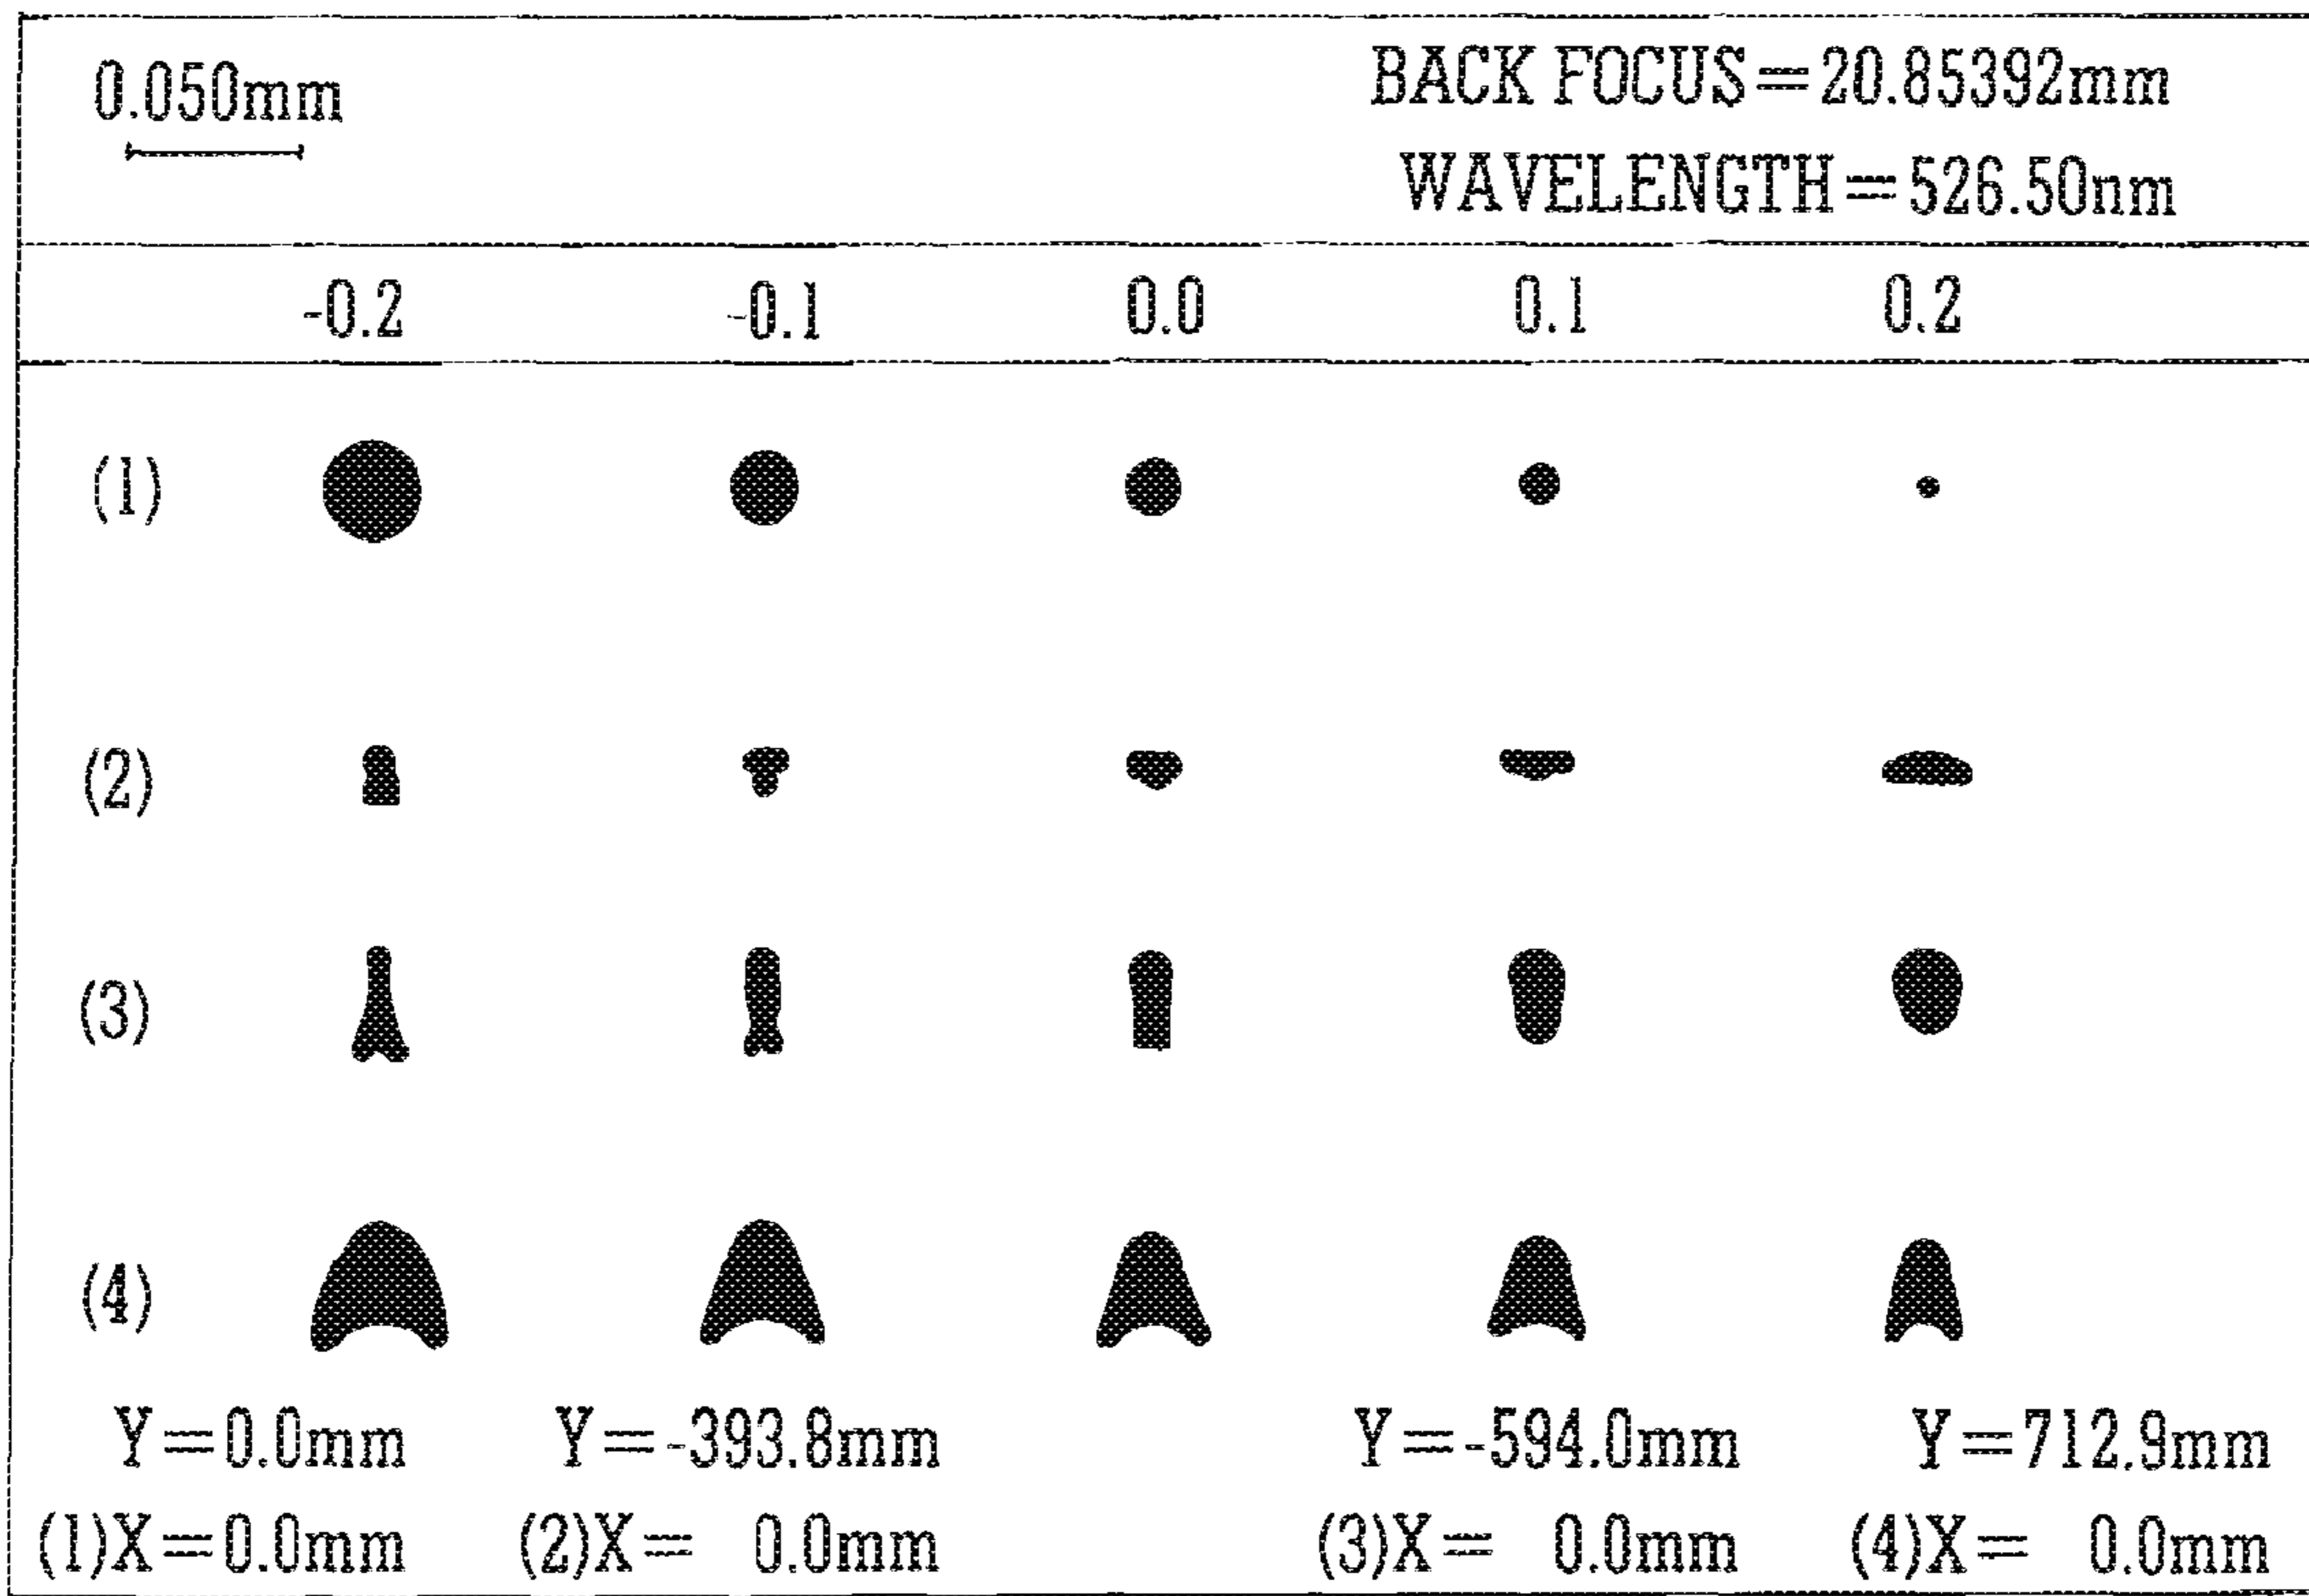 0.050mm
BACK FOCUS=20.85392mm
WAVELENGTH=526.50nm
-0.2 -0.1 0.0 0.1 0.2
(1)
(2)
(3)
(4)
Y=0.0mm Y=-393.8mm Y=-594.0mm Y=712.9mm
(1)X=0.0mm (2)X= 0.0mm (3)X= 0.0mm (4)X= 0.0mm